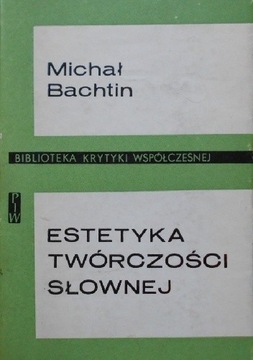 Michał
Bachtin
BIBLIOTEKA KRYTYKI WSPÓŁCZESNEJ
PIW
ESTETYKA
TWÓRCZOŚCI
SŁOWNEJ